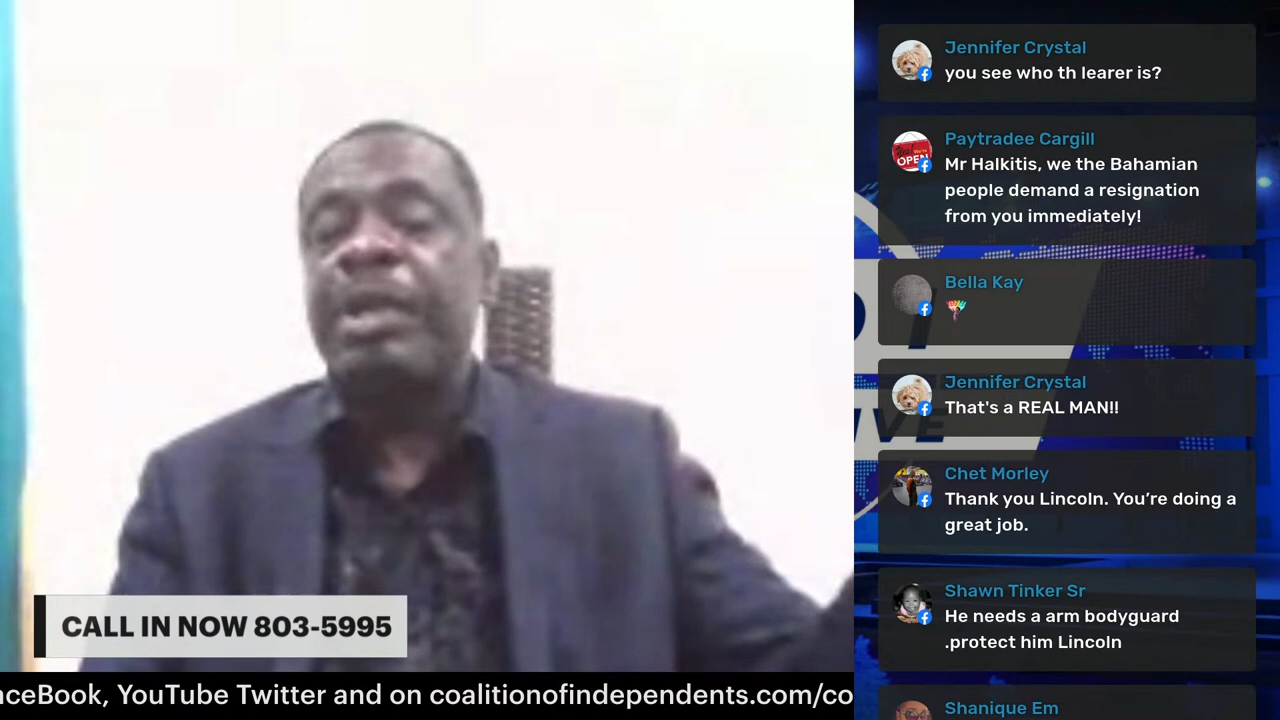 CALL IN NOW 803-5995
ceBook, YouTube Twitter and on coalitionofindependents.com/co
Jennifer Crystal
you see who th learer is?
Paytradee Cargill
OPEN
Mr Halkitis, we the Bahamian
people demand a resignation
from you immediately!
Bella Kay
Jennifer Crystal
That's a REAL MAN!!
Chet Morley
Thank you Lincoln. You’re doing a
great job.
Shawn Tinker Sr
He needs a arm bodyguard
.protect him Lincoln
Shanique Em